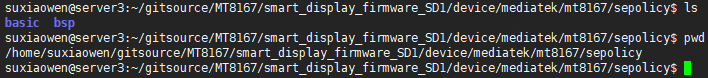 suxiaowen@server3:~/gitsource/MT8167/smart_display_firmware_SD1/device/mediatek/mt8167/sepolicy$ ls
basic bsp
suxiaowen@server3:~/gitsource/MT8167/smart_display_firmware_SD1/device/mediatek/mt8167/sepolicy$ pwd
/home/suxiaowen/gitsource/MT8167/smart_display_firmware_SD1/device/mediatek/mt8167/sepolicy
suxiaowen@server3:~/gitsource/MT8167/smart_display_firmware_SD1/device/mediatek/mt8167/sepolicy$